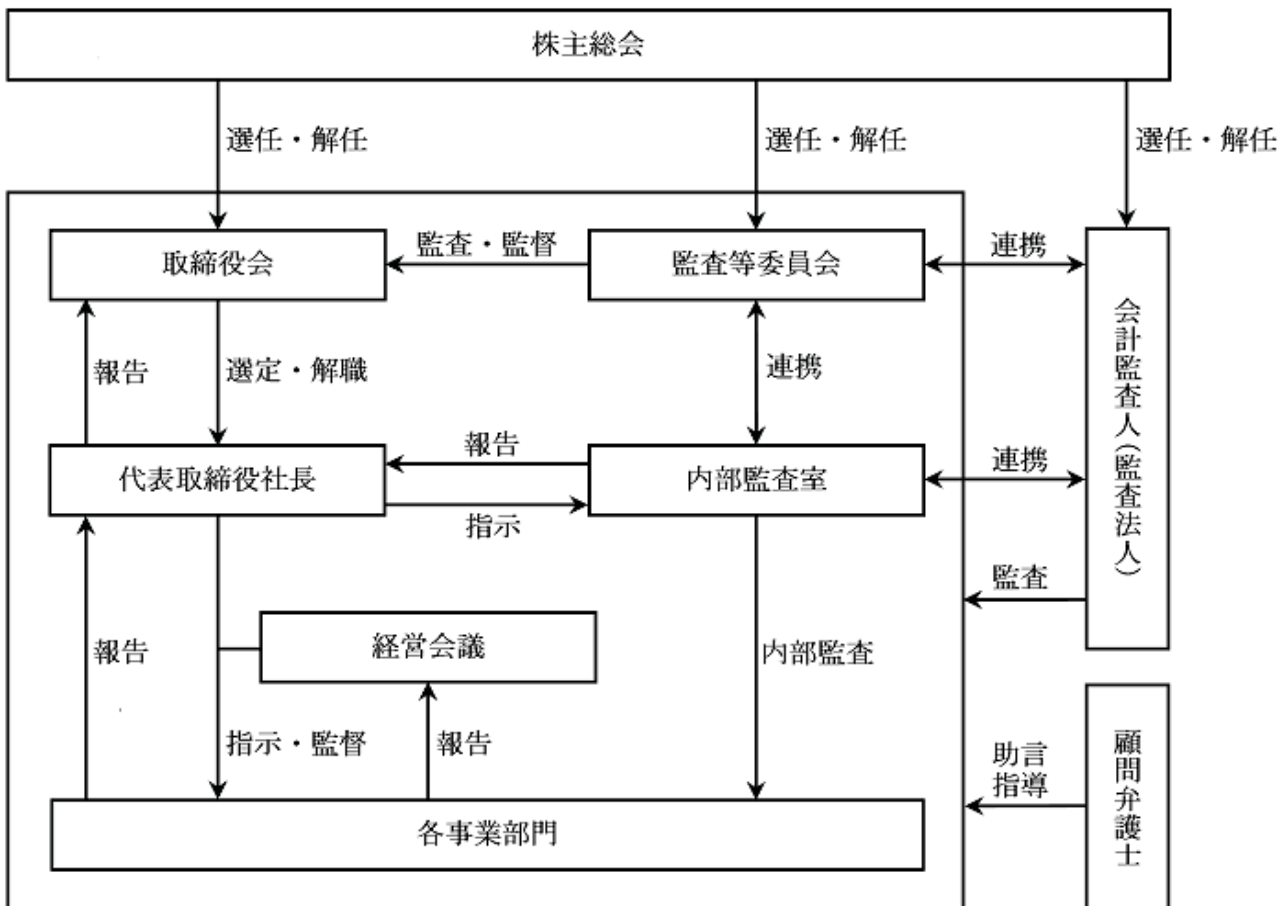 株主総会
選任・解任
選任・解任
選任・解任
取締役会
監査・監督
監査等委員会
連携
会計監査人(監査法人)
報告
選定・解職
連携
代表取締役社長
報告
指示
内部監査室
連携
監査
報告
経営会議
内部監査
指示・監督
報告
助言
指導
顧問弁護士
各事業部門